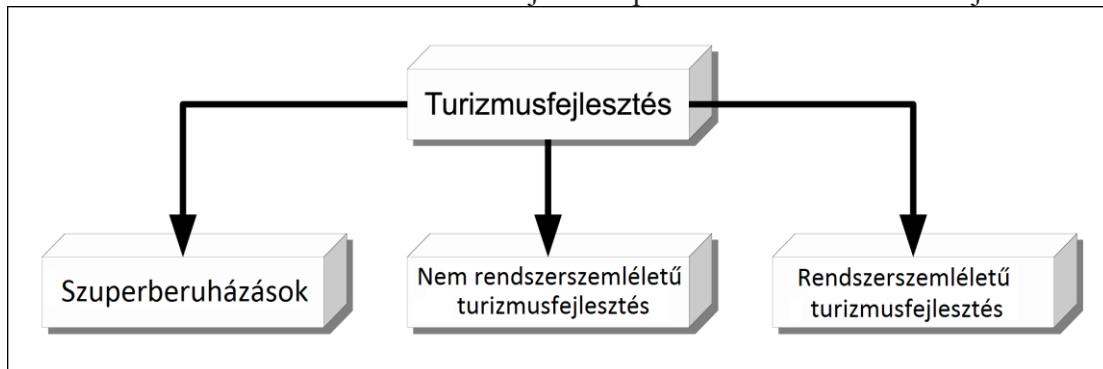 Turizmusfejlesztés
Szuperberuházások
Nem rendszerszemléletű
turizmusfejlesztés
Rendszerszemléletű
turizmusfejlesztés